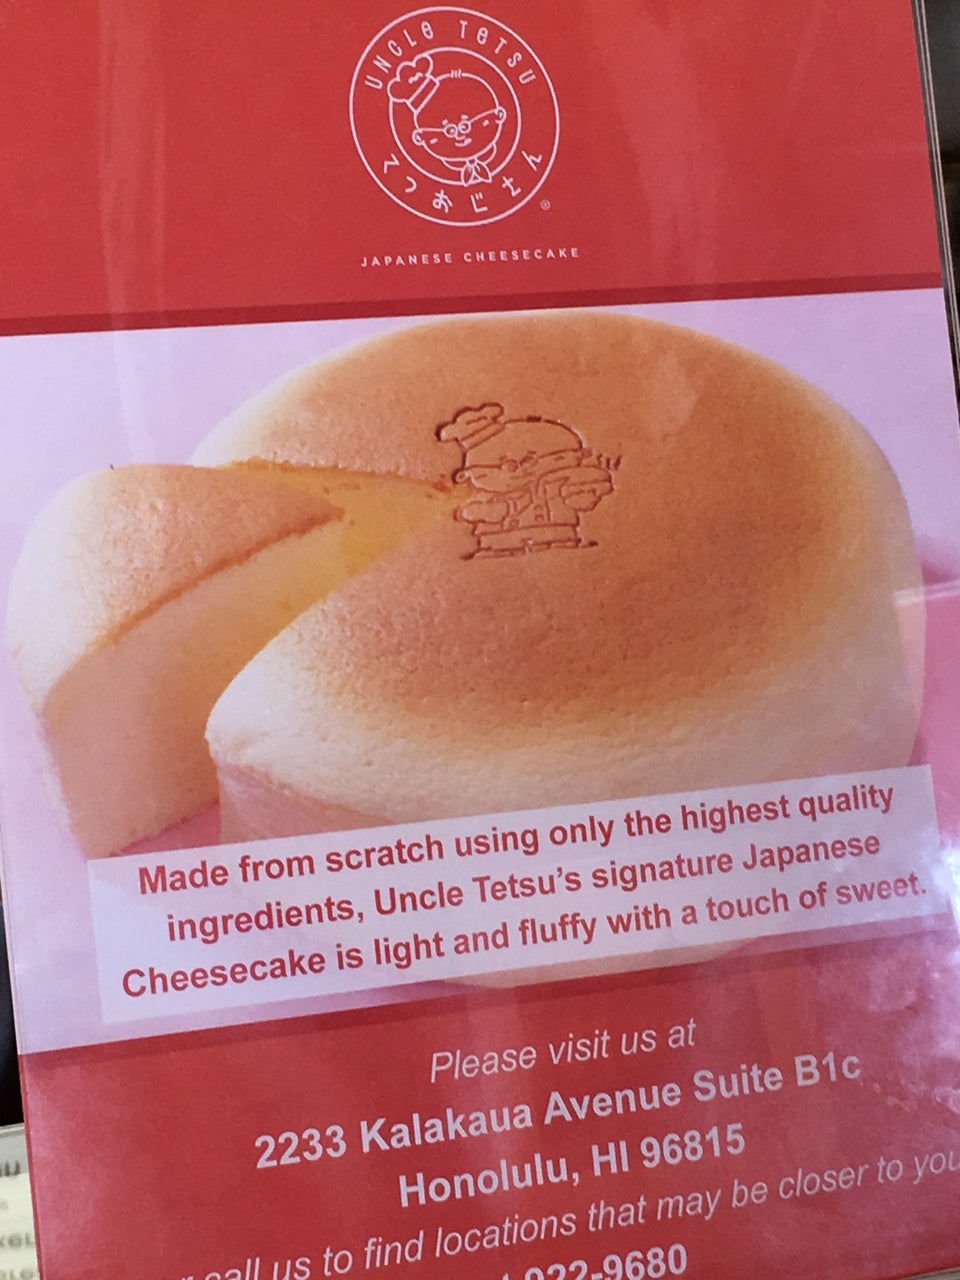 UNCLE TETSU
てつおじさん
®
JAPANESE CHEESECAKE
Made from scratch using only the highest quality
ingredients, Uncle Tetsu's signature Japanese
Cheesecake is light and fluffy with a touch of sweet.
Please visit us at
2233 Kalakaua Avenue Suite B1c
Honolulu, HI 96815
call us to find locations that may be closer to you
922-9680